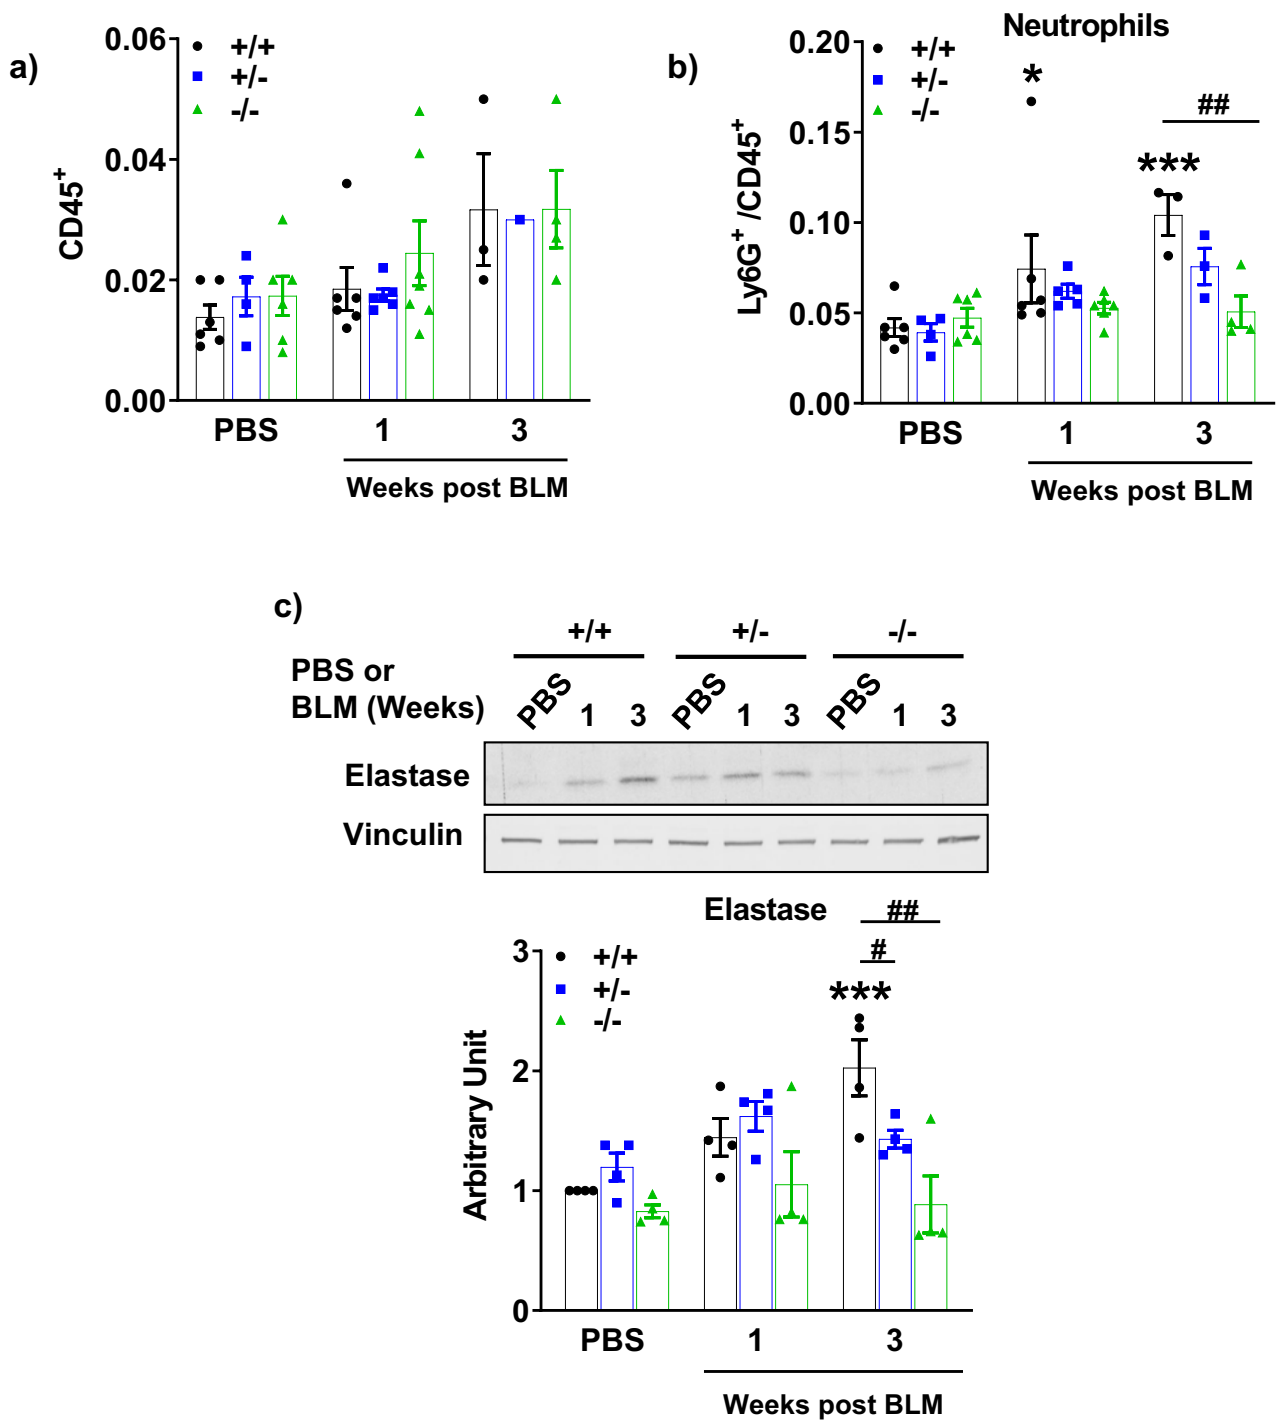 a)
0.06
0.04
0.02
0.00
CD45+
+/+
+/-
-/-
PBS
1
3
Weeks post BLM
b)
Neutrophils
0.20
0.15
0.10
0.05
0.00
Ly6G+ /CD45+
+/+
+/-
-/-
*
***
##
PBS
1
3
Weeks post BLM
c)
+/+ +/- -/-
PBS or
BLM (Weeks)
PBS 1 3 PBS 1 3 PBS 1 3
Elastase
Vinculin
Elastase
##
#
***
3
2
1
0
Arbitrary Unit
+/+
+/-
-/-
PBS
1
3
Weeks post BLM